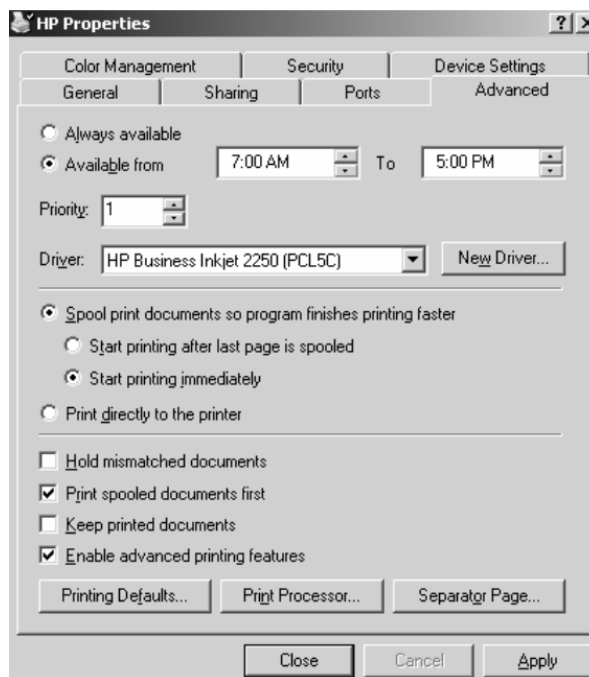 HP Properties ? X
Color Management Security Device Settings
General Sharing Ports Advanced
Always available
Available from 7:00 AM To 5:00 PM
Priority: 1
Driver: HP Business Inkjet 2250 (PCL5C) New Driver...
Spool print documents so program finishes printing faster
Start printing after last page is spooled
Start printing immediately
Print directly to the printer
Hold mismatched documents
Print spooled documents first
Keep printed documents
Enable advanced printing features
Printing Defaults... Print Processor... Separator Page...
Close Cancel Apply